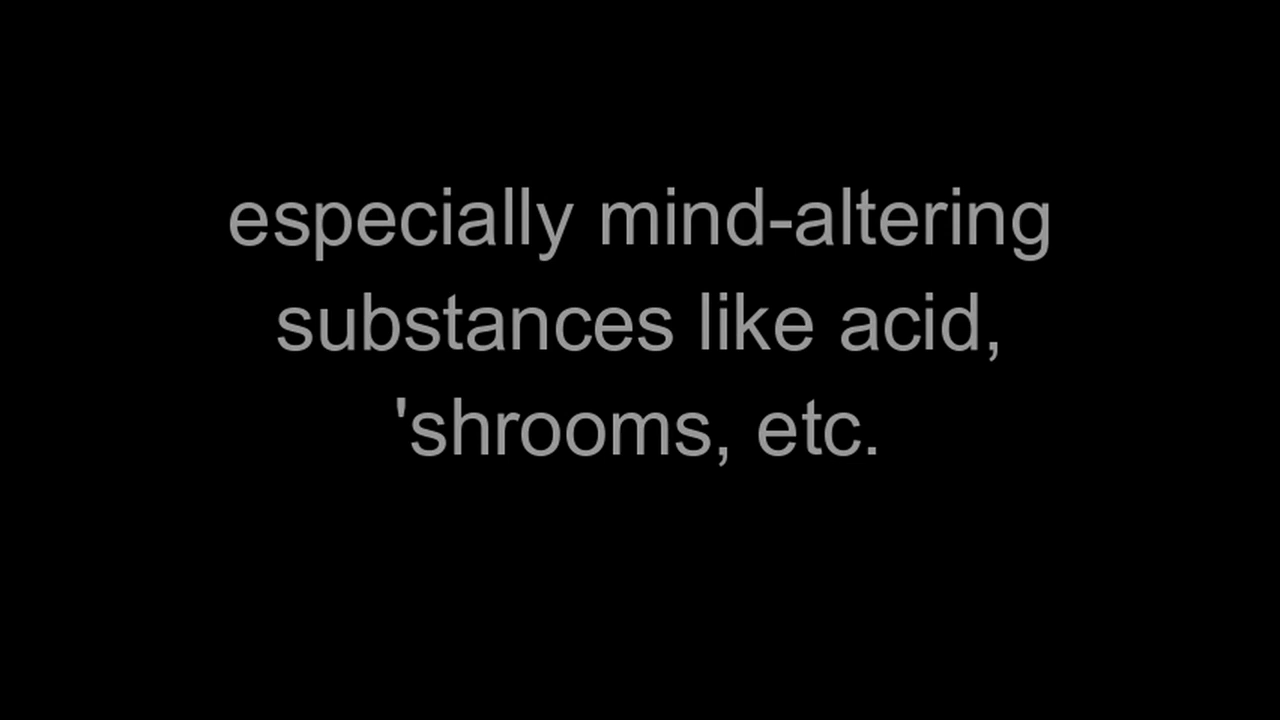 especially mind-altering
substances like acid,
'shrooms, etc.